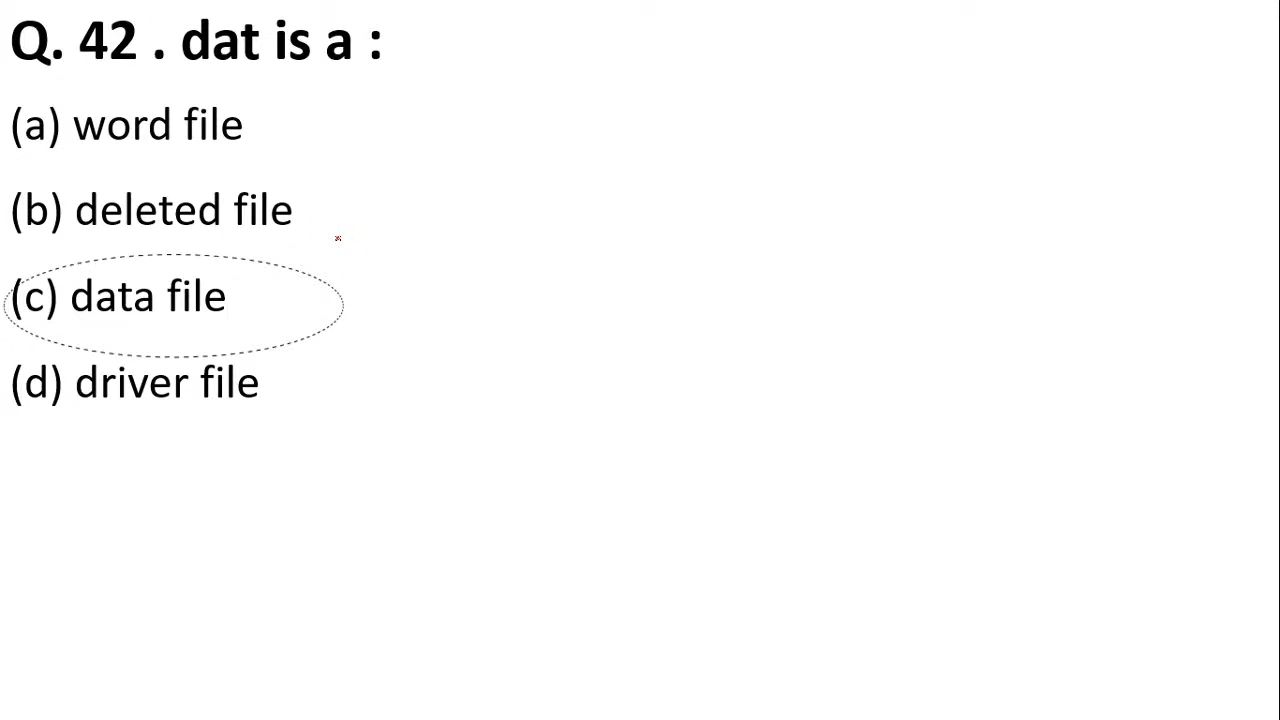 Q. 42 . dat is a :
(a) word file
(b) deleted file
(c) data file
(d) driver file